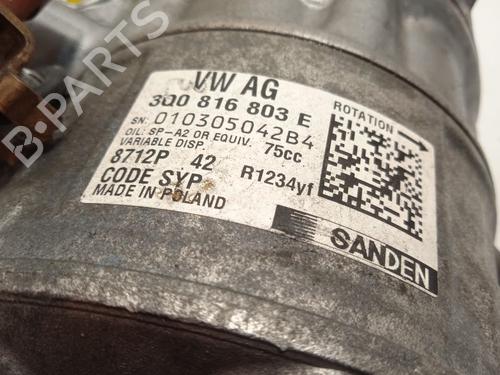 VW AG
3Q0 816 803 E
SN: 010305042B4
OIL: SP-A2 OR EQUIV. 75cc
VARIABLE DISP.
8712P 42 R1234yf
CODE SYP
MADE IN POLAND
ROTATION
SANDEN
B-PARTS